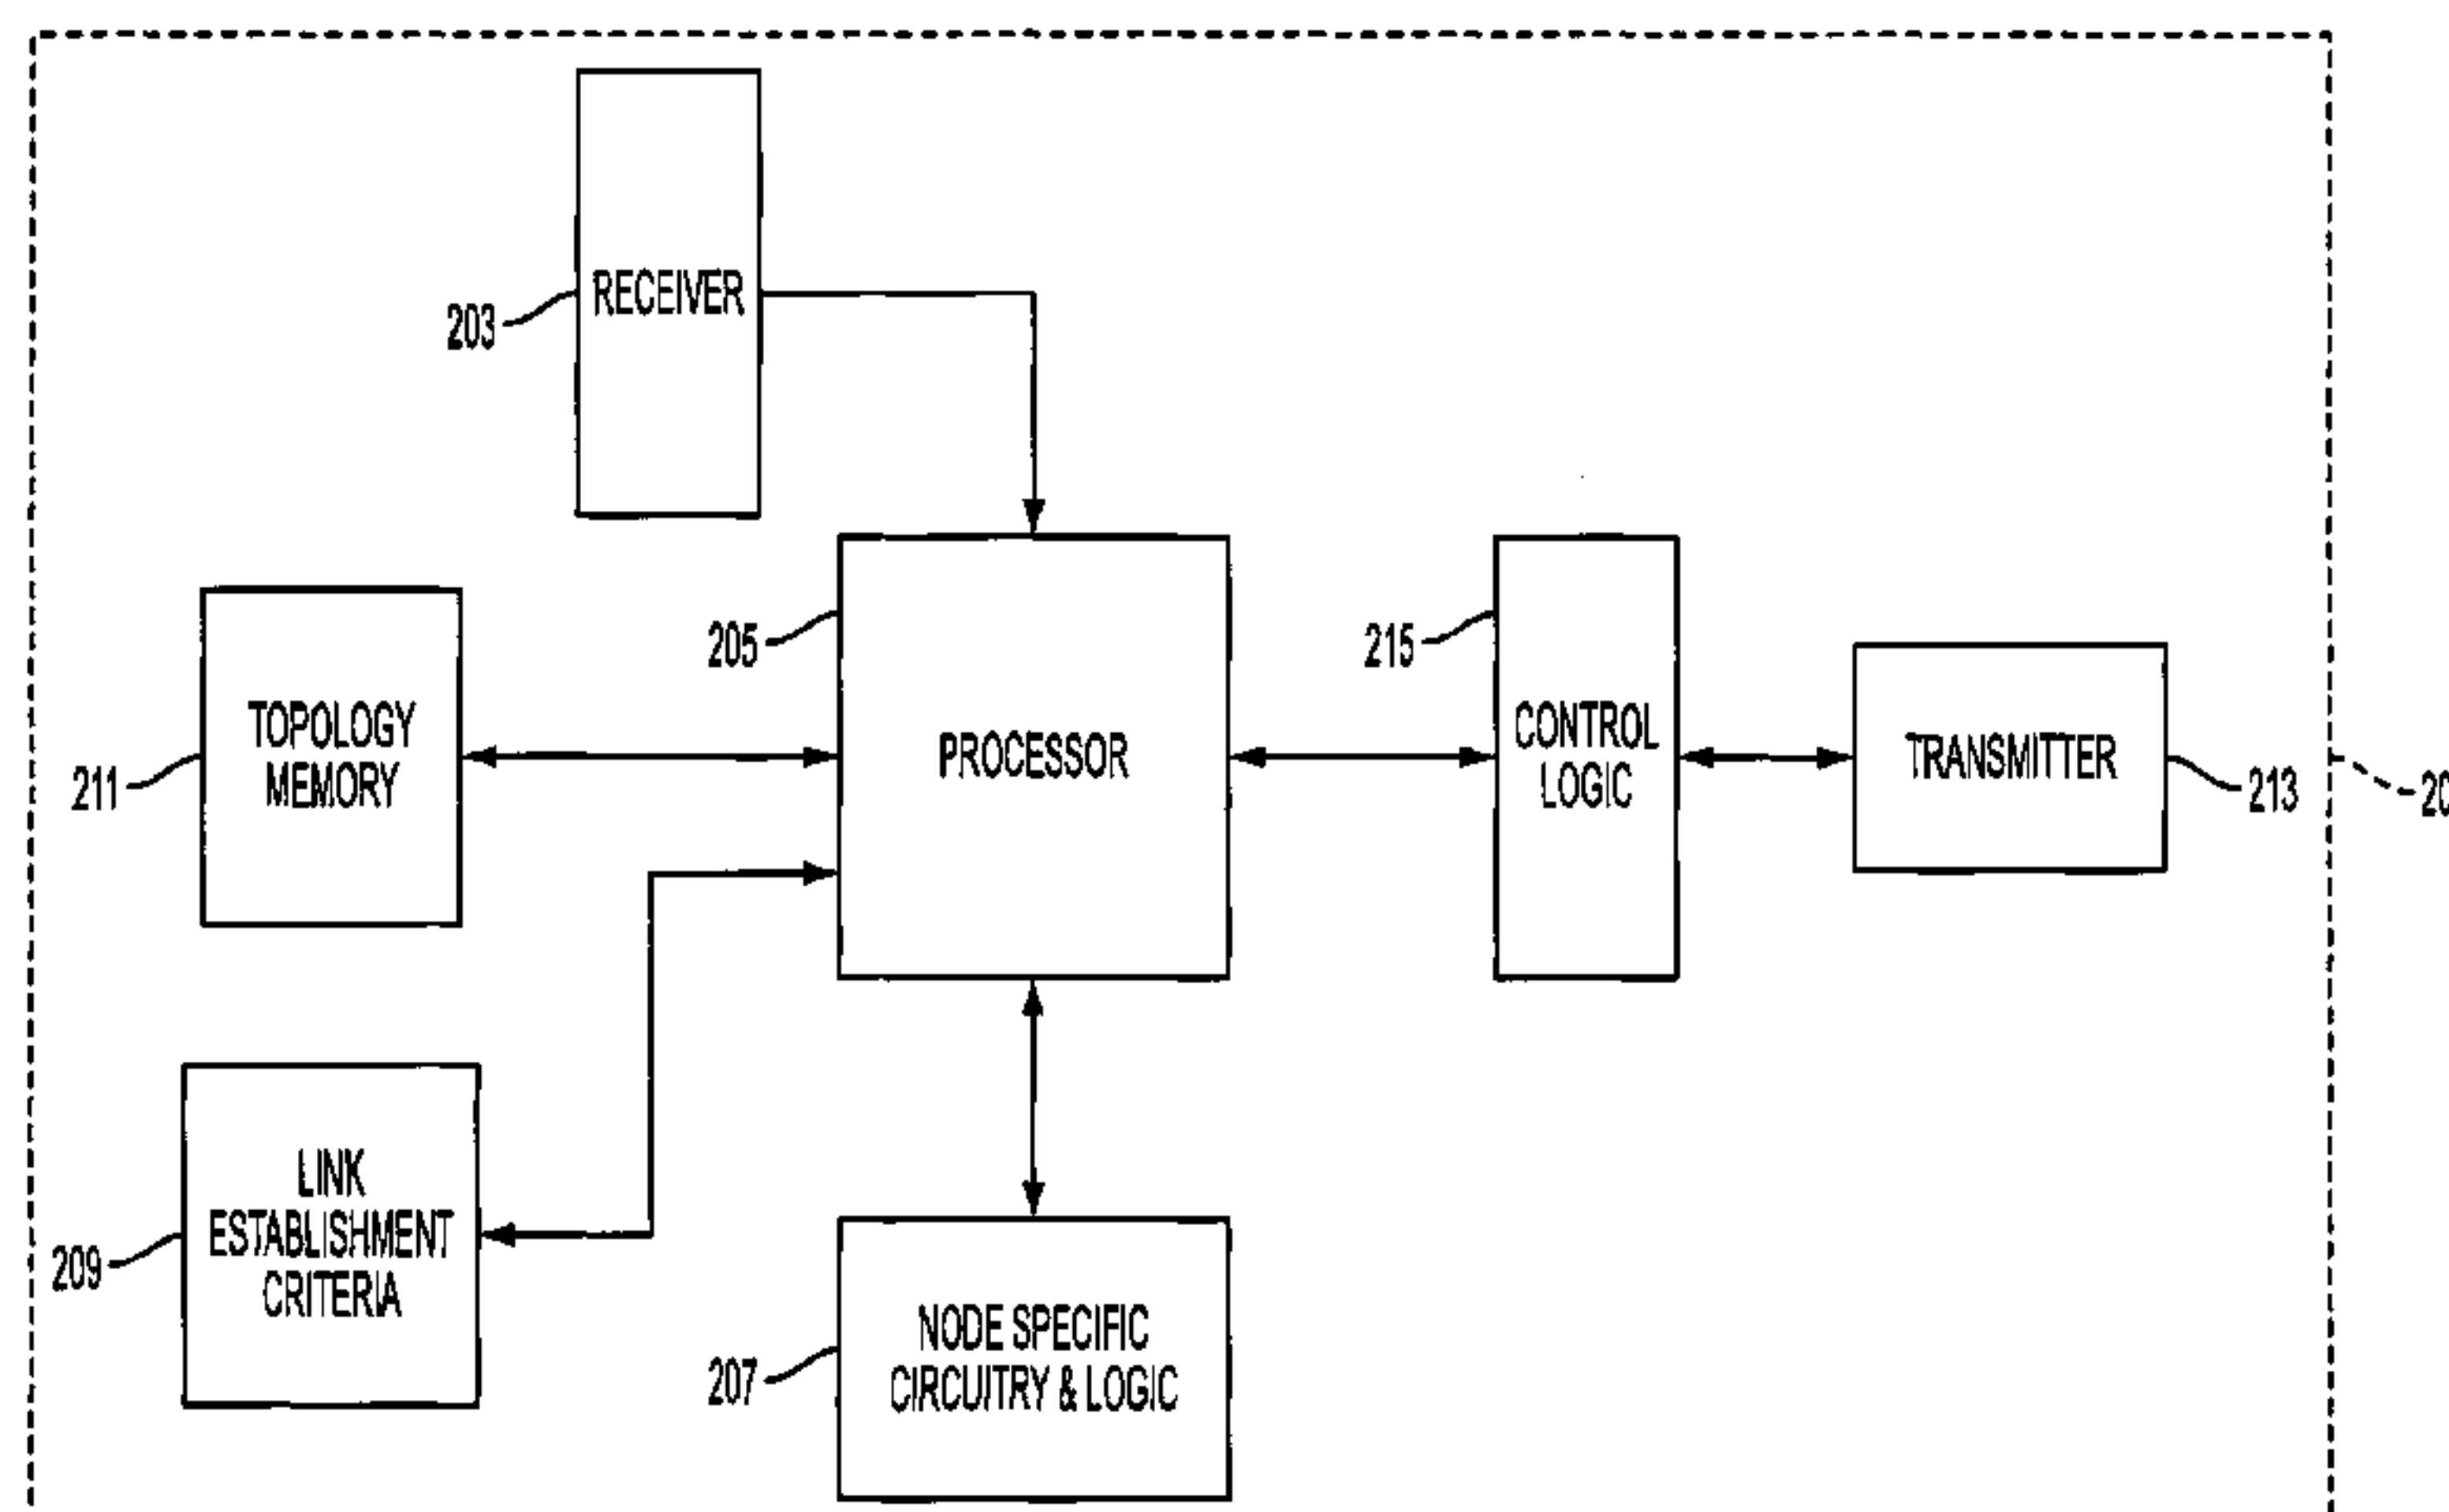 RECEIVER
203
205
215
TOPOLOGY
MEMORY
211
PROCESSOR
CONTROL
LOGIC
TRANSMITTER
213
LINK
ESTABLISHMENT
CRITERIA
209
NODE SPECIFIC
CIRCUITRY & LOGIC
207